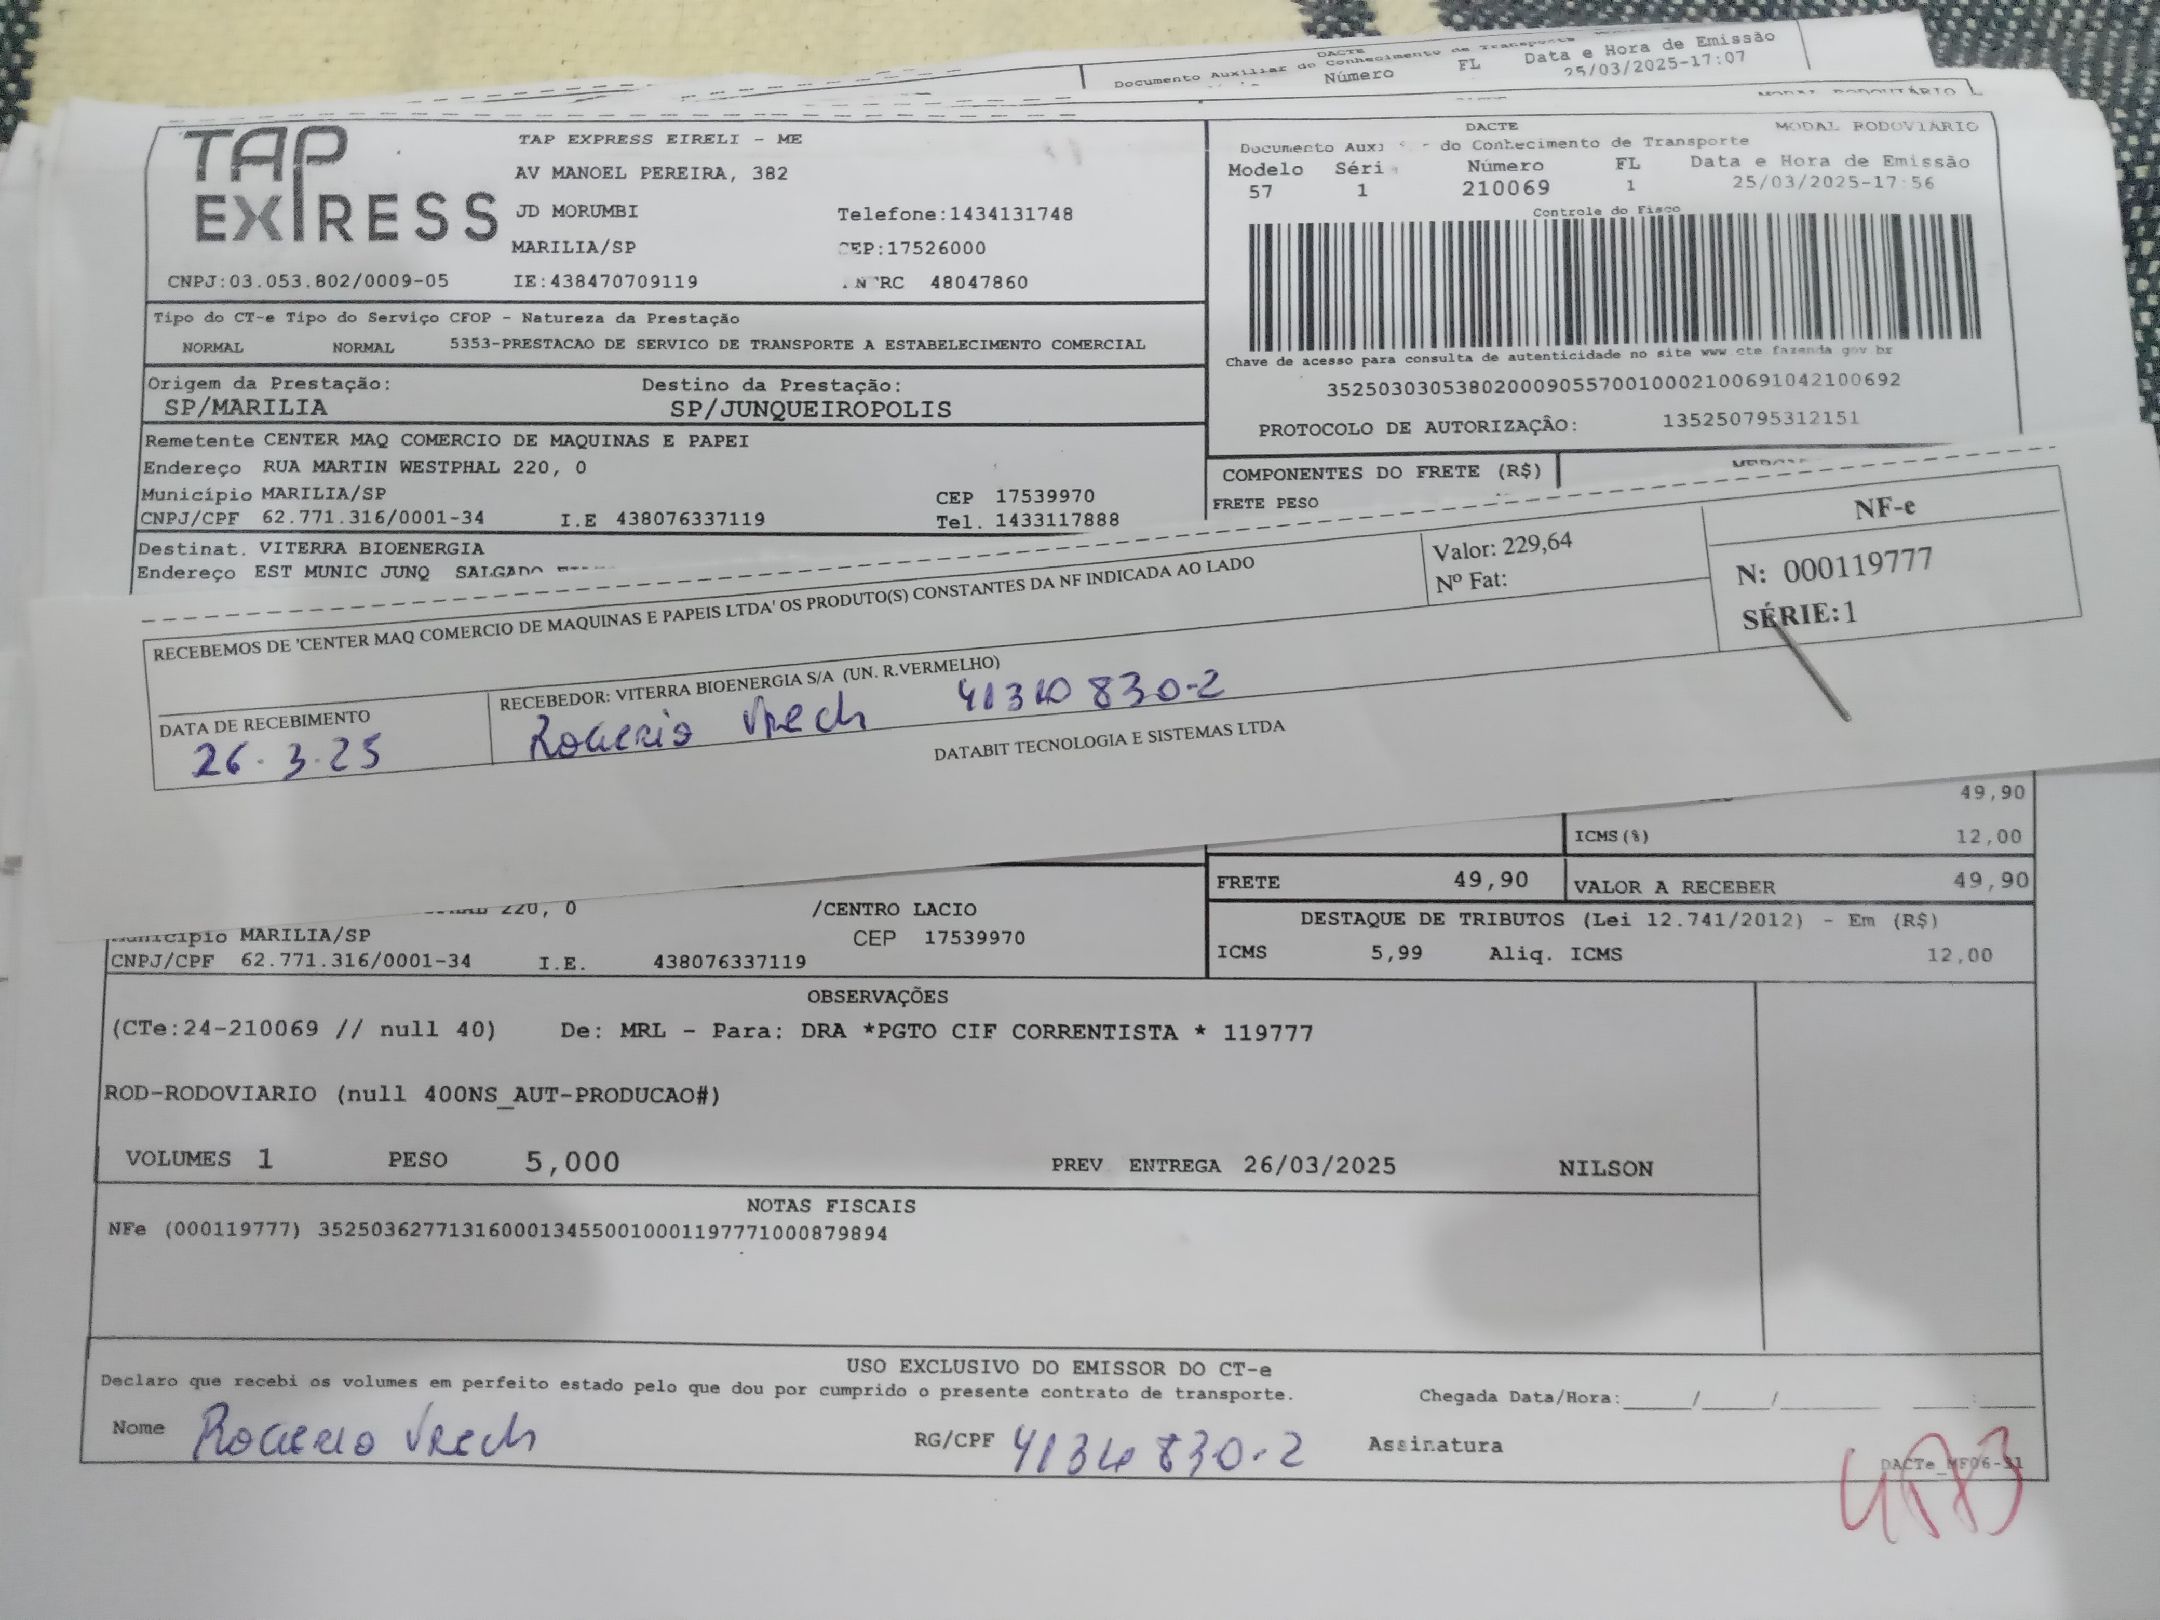 DACTE
Documento Auxiliar do Conhecimento de Transporte
Número FL Data e Hora de Emissão
25/03/2025-17:07
TAP EXPRESS
TAP EXPRESS EIRELI - ME
AV MANOEL PEREIRA, 382
JD MORUMBI Telefone:1434131748
MARILIA/SP CEP:17526000
CNPJ:03.053.802/0009-05 IE:438470709119 48047860
DACTE MODAL RODOVIÁRIO
Documento do Conhecimento de Transporte
Modelo Número FL Data e Hora de Emissão
57 1 210069 1 25/03/2025-17:56
Controle do Fisco
Chave de acesso para consulta de autenticidade no site www.cte.fazenda.gov.br
35250303053802000905570010002100691042100692
PROTOCOLO DE AUTORIZAÇÂO: 135250795312151
Tipo do CT-e Tipo do Serviço CFOP - Natureza da Prestação
NORMAL NORMAL 5353-PRESTACAO DE SERVICO DE TRANSPORTE A ESTABELECIMENTO COMERCIAL
Origem da Prestação: Destino da Prestação:
SP/MARILIA SP/JUNQUEIROPOLIS
Remetente CENTER MAQ COMERCIO DE MAQUINAS E PAPEI
Endereço RUA MARTIN WESTPHAL 220, 0
Município MARILIA/SP CEP 17539970
CNPJ/CPF 62.771.316/0001-34 I.E 438076337119 Tel. 1433117888
COMPONENTES DO FRETE (R$)
FRETE PESO
Destinat. VITERRA BIOENERGIA
Endereço EST MUNIC JUNQ SALGADO
RECEBEMOS DE 'CENTER MAQ COMERCIO DE MAQUINAS E PAPEIS LTDA' OS PRODUTO(S) CONSTANTES DA NF INDICADA AO LADO
Valor: 229,64
Nº Fat:
NF-e
N: 000119777
SÉRIE:1
DATA DE RECEBIMENTO
26.3.25
RECEBEDOR: VITERRA BIOENERGIA S/A (UN. R.VERMELHO)
Rogerio Vrech
DATABIT TECNOLOGIA E SISTEMAS LTDA
49,90
ICMS(%) 12,00
FRETE 49,90 VALOR A RECEBER 49,90
DESTAQUE DE TRIBUTOS (Lei 12.741/2012) - Em (R$)
ICMS 5,99 Aliq. ICMS 12,00
220, 0 /CENTRO LACIO
Município MARILIA/SP CEP 17539970
CNPJ/CPF 62.771.316/0001-34 I.E. 438076337119
OBSERVAÇÕES
(CTe:24-210069 // null 40) De: MRL - Para: DRA *PGTO CIF CORRENTISTA * 119777
ROD-RODOVIARIO (null 400NS_AUT-PRODUCAO#)
VOLUMES 1 PESO 5,000 PREV ENTREGA 26/03/2025 NILSON
NOTAS FISCAIS
NFe (000119777) 35250362771316000134550010001197771000879894
USO EXCLUSIVO DO EMISSOR DO CT-e
Declaro que recebi os volumes em perfeito estado pelo que dou por cumprido o presente contrato de transporte.
Chegada Data/Hora:_____/_____/_______ ____:____
Nome Rogerio Vrech RG/CPF Assinatura